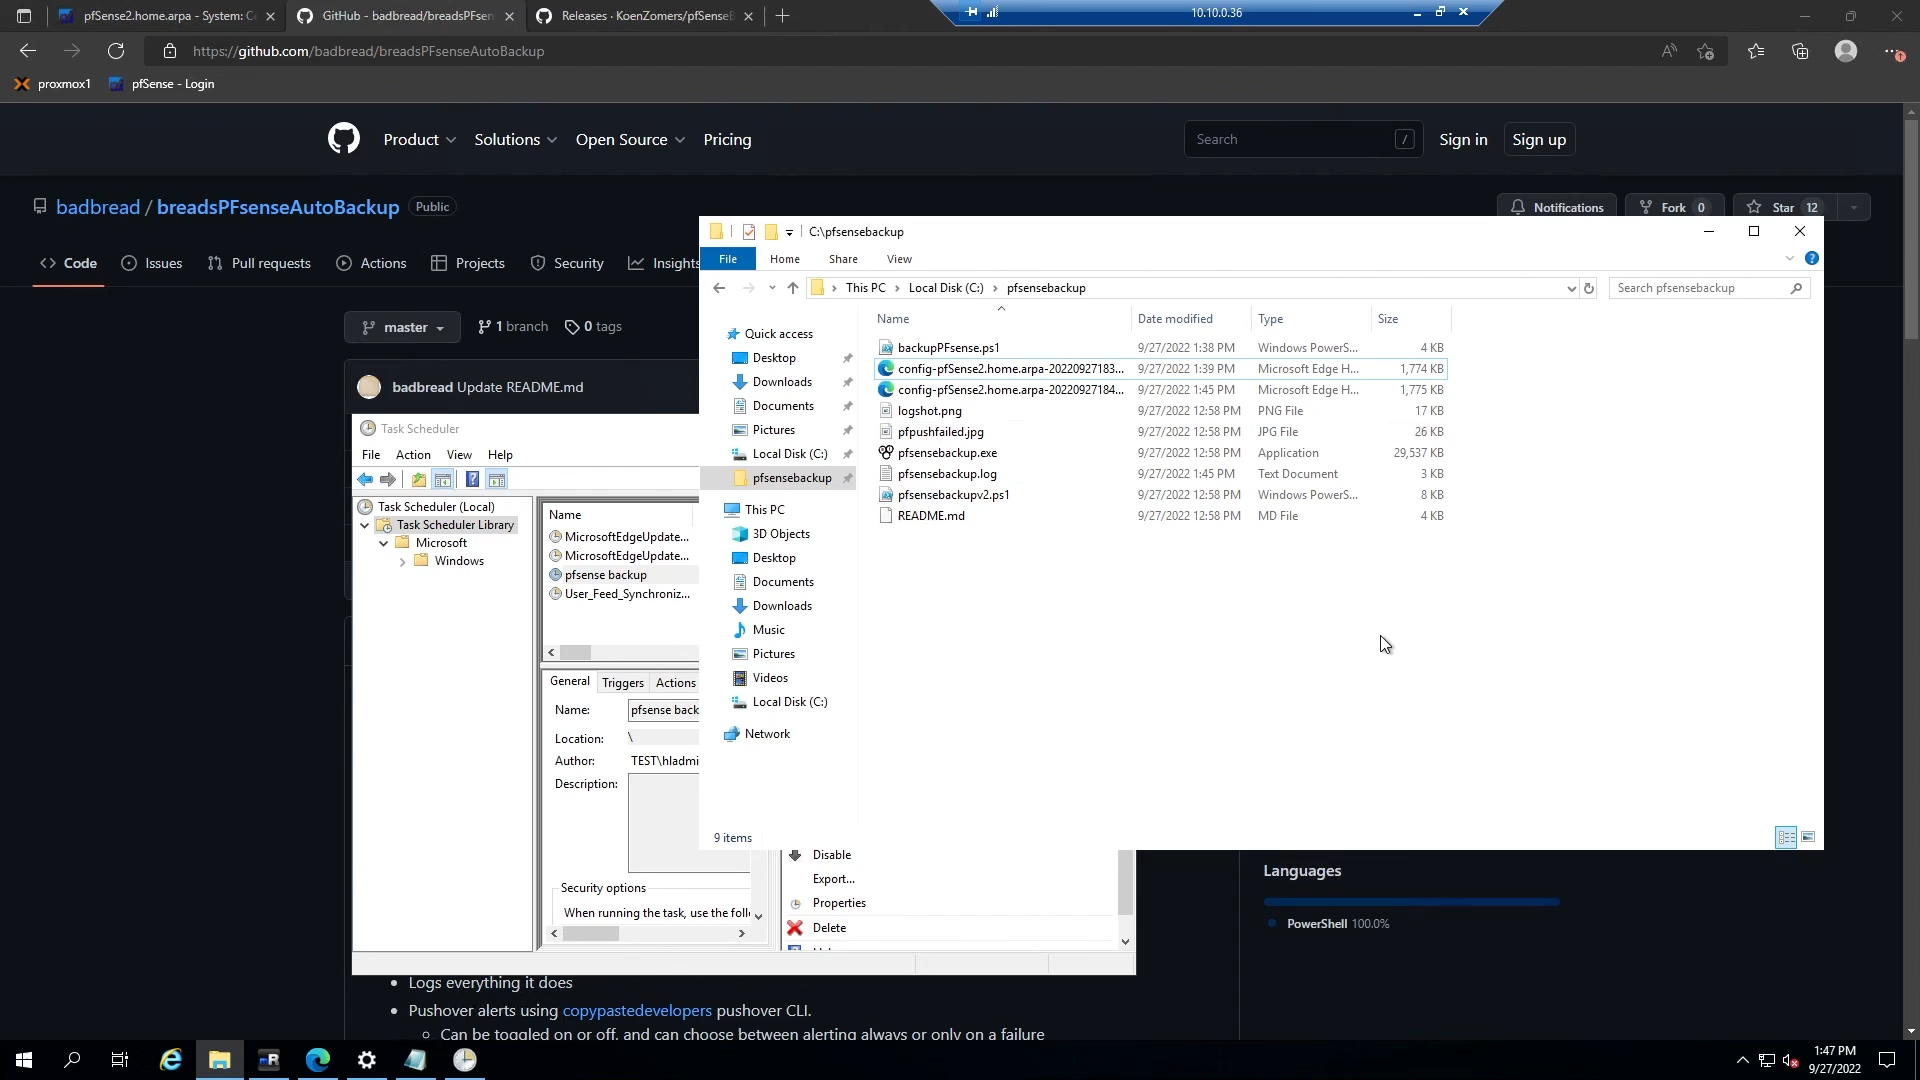 pfSense2.home.arpa - System: C
GitHub - badbread/breadsPFsen
Releases · KoenZomers/pfSenseB
10.10.0.36
https://github.com/badbread/breadsPFsenseAutoBackup
proxmox1
pfSense - Login
Product
Solutions
Open Source
Pricing
Search
/
Sign in
Sign up
badbread / breadsPFsenseAutoBackup
Public
Notifications
Fork 0
Star 12
Code
Issues
Pull requests
Actions
Projects
Security
Insights
master
1 branch
0 tags
badbread Update README.md
C:\pfsensebackup
File
Home
Share
View
This PC
Local Disk (C:)
pfsensebackup
Search pfsensebackup
Quick access
Desktop
Downloads
Documents
Pictures
Local Disk (C:)
pfsensebackup
This PC
3D Objects
Desktop
Documents
Downloads
Music
Pictures
Videos
Local Disk (C:)
Network
Name Date modified Type Size
backupPFsense.ps1 9/27/2022 1:38 PM Windows PowerS... 4 KB
config-pfSense2.home.arpa-20220927183... 9/27/2022 1:39 PM Microsoft Edge H... 1,774 KB
config-pfSense2.home.arpa-20220927184... 9/27/2022 1:45 PM Microsoft Edge H... 1,775 KB
logshot.png 9/27/2022 12:58 PM PNG File 17 KB
pfpushfailed.jpg 9/27/2022 12:58 PM JPG File 26 KB
pfsensebackup.exe 9/27/2022 12:58 PM Application 29,537 KB
pfsensebackup.log 9/27/2022 1:45 PM Text Document 3 KB
pfsensebackupv2.ps1 9/27/2022 12:58 PM Windows PowerS... 8 KB
README.md 9/27/2022 12:58 PM MD File 4 KB
9 items
Task Scheduler
File
Action
View
Help
Task Scheduler (Local)
Task Scheduler Library
Microsoft
Windows
Name
MicrosoftEdgeUpdate...
MicrosoftEdgeUpdate...
pfsense backup
User_Feed_Synchroniz...
General
Triggers
Actions
Name: pfsense back
Location: \
Author: TEST\hladmi
Description:
Security options
When running the task, use the follo
Disable
Export...
Properties
Delete
Languages
PowerShell 100.0%
Logs everything it does
Pushover alerts using copypastedevelopers pushover CLI.
Can be toggled on or off, and can choose between alerting always or only on a failure
1:47 PM
9/27/2022